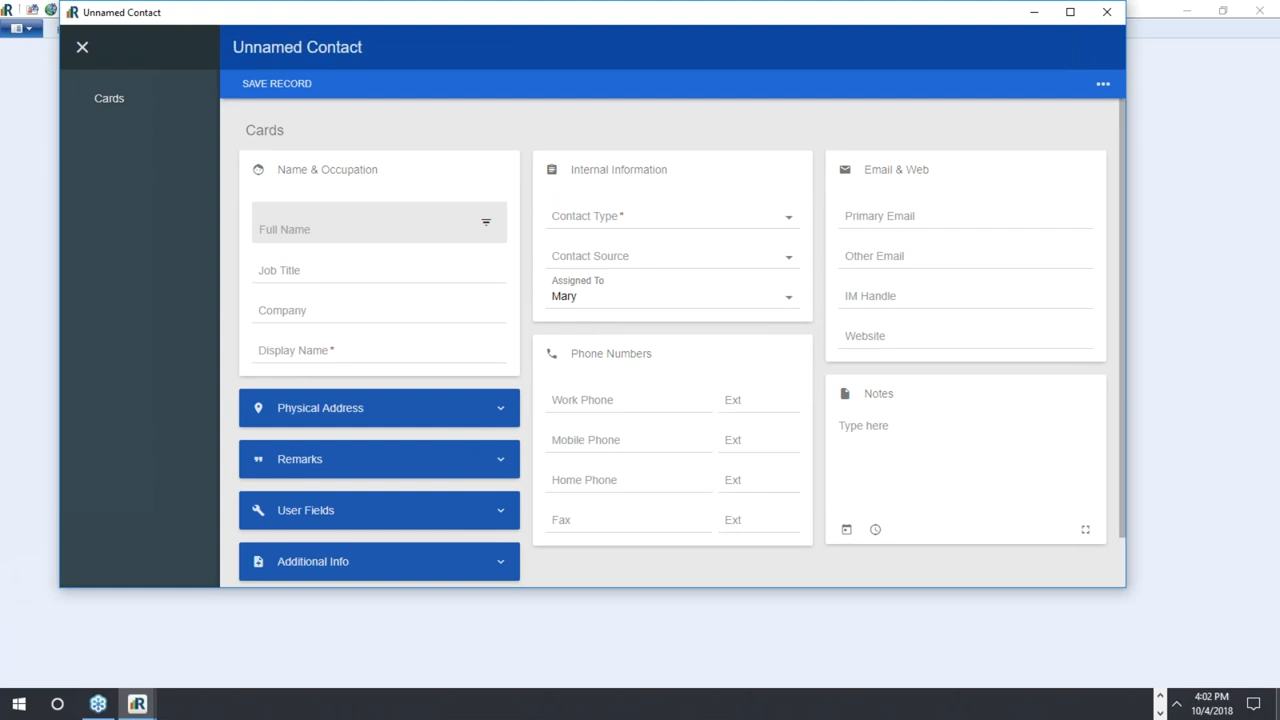 Unnamed Contact
Unnamed Contact
SAVE RECORD
Cards
Cards
Name & Occupation
Full Name
Job Title
Company
Display Name*
Physical Address
Remarks
User Fields
Additional Info
Internal Information
Contact Type*
Contact Source
Assigned To
Mary
Phone Numbers
Work Phone Ext
Mobile Phone Ext
Home Phone Ext
Fax Ext
Email & Web
Primary Email
Other Email
IM Handle
Website
Notes
Type here
4:02 PM
10/4/2018